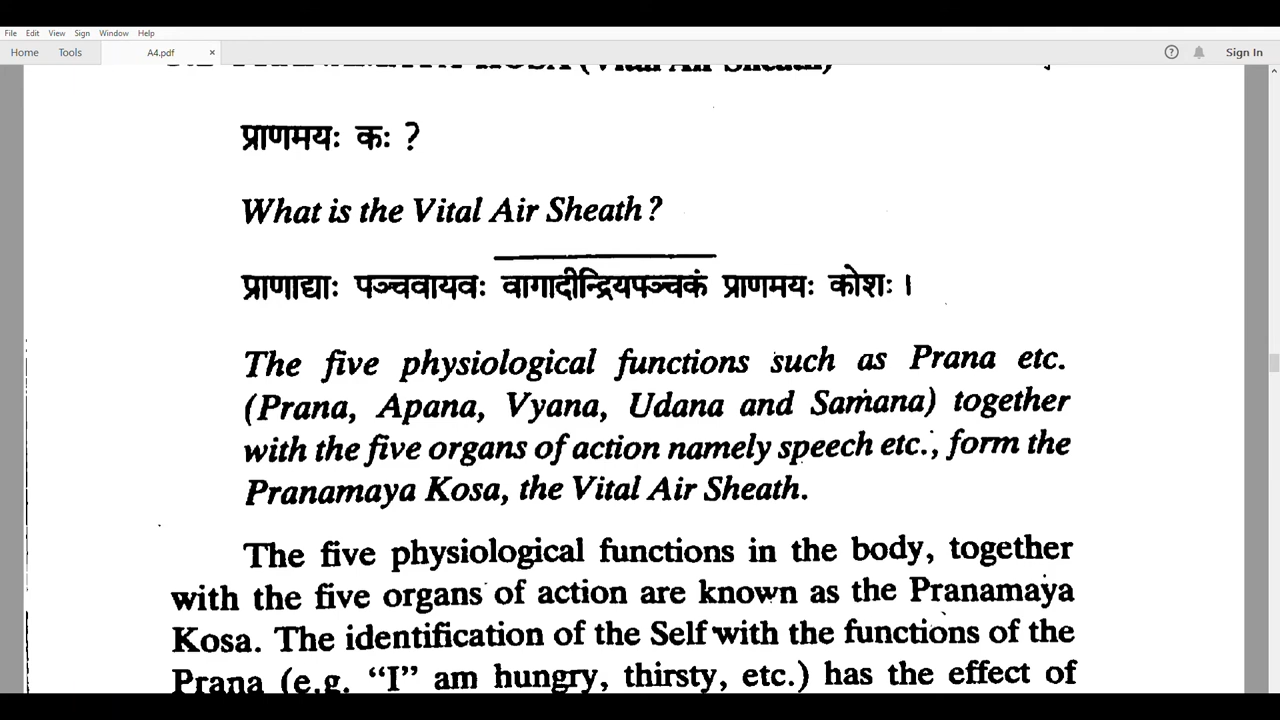 File Edit View Sign Window Help
Home Tools A4.pdf × ? Sign In
KOSA (Vital Air Sheath)
प्राणमयः कः ?
What is the Vital Air Sheath?
प्राणाद्याः पञ्चवायवः वागादीन्द्रियपञ्चकं प्राणमयः कोशः ।
The five physiological functions such as Prana etc.
(Prana, Apana, Vyana, Udana and Samana) together
with the five organs of action namely speech etc., form the
Pranamaya Kosa, the Vital Air Sheath.
The five physiological functions in the body, together
with the five organs of action are known as the Pranamaya
Kosa. The identification of the Self with the functions of the
Prana (e.g. “I” am hungry, thirsty, etc.) has the effect of